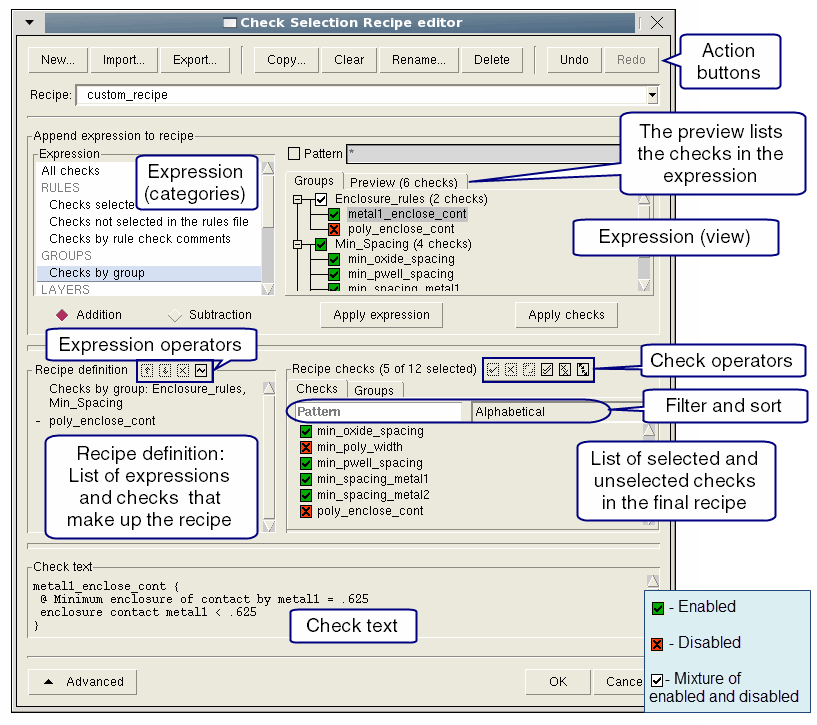 Check Selection Recipe editor
New... Import... Export... Copy... Clear Rename... Delete Undo Redo
Action
buttons
Recipe: custom_recipe
Append expression to recipe
Expression
All checks
RULES
Checks selecte
Checks not selected in the rules file
Checks by rule check comments
GROUPS
Checks by group
LAYERS
Expression
(categories)
Pattern *
The preview lists
the checks in the
expression
Groups Preview (6 checks)
Enclosure_rules (2 checks)
metal1_enclose_cont
poly_enclose_cont
Min_Spacing (4 checks)
min_oxide_spacing
min_pwell_spacing
min_spacing_metal1
Expression (view)
Addition Subtraction
Apply expression Apply checks
Expression operators
Recipe definition
Checks by group: Enclosure_rules,
Min_Spacing
- poly_enclose_cont
Recipe definition:
List of expressions
and checks that
make up the recipe
Recipe checks (5 of 12 selected)
Check operators
Checks Groups
Pattern Alphabetical
Filter and sort
min_oxide_spacing
min_poly_width
min_pwell_spacing
min_spacing_metal1
min_spacing_metal2
poly_enclose_cont
List of selected and
unselected checks
in the final recipe
Check text
metal1_enclose_cont {
@ Minimum enclosure of contact by metal1 = .625
enclosure contact metal1 < .625
}
Check text
- Enabled
- Disabled
- Mixture of
enabled and disabled
Advanced OK Cance